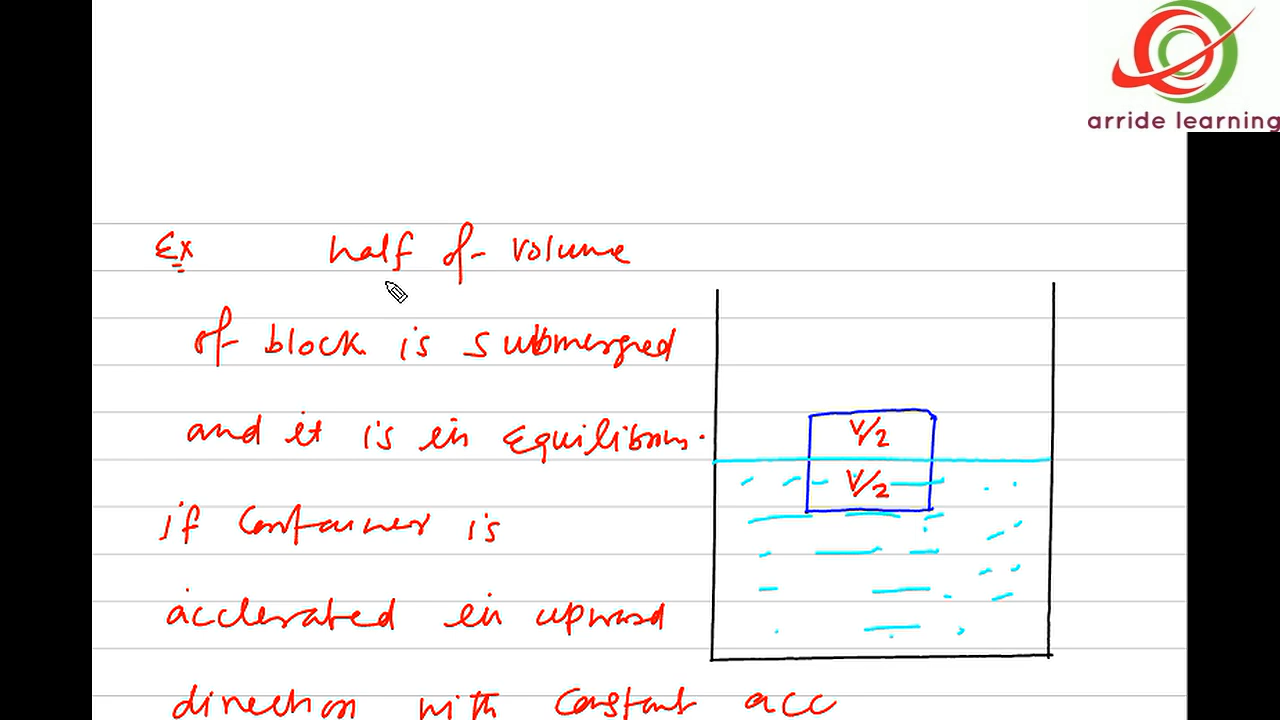 arride learning
Ex half of volume
of block is submerged
and it is in Equilibrium.
if Container is
acclerated in upward
direction with Constant acc
V/2
V/2